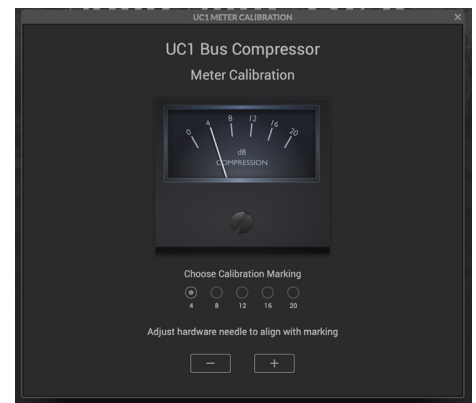 UC1 METER CALIBRATION
UC1 Bus Compressor
Meter Calibration
0 4 8 12 16 20
dB
COMPRESSION
Choose Calibration Marking
4 8 12 16 20
Adjust hardware needle to align with marking
− +